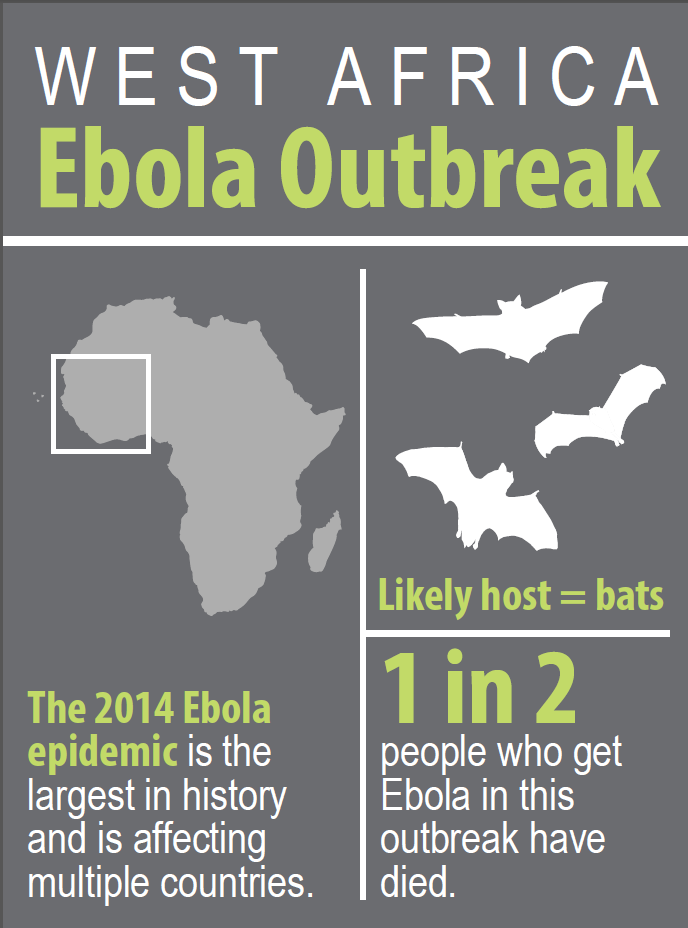 WEST AFRICA
Ebola Outbreak
Likely host = bats
The 2014 Ebola
epidemic is the
largest in history
and is affecting
multiple countries.
1 in 2
people who get
Ebola in this
outbreak have
died.